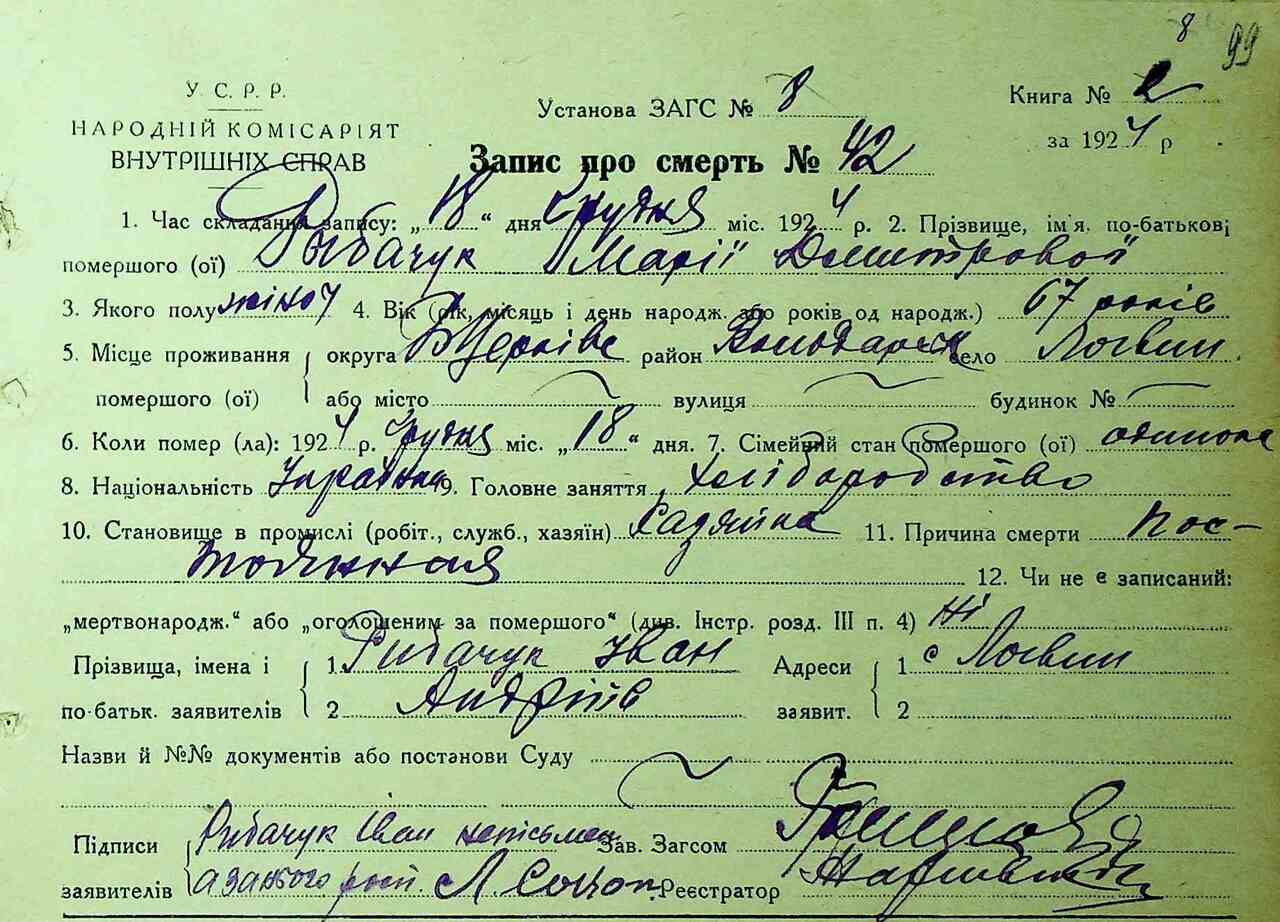 8 99
У. С. Р. Р.
НАРОДНІЙ КОМІСАРІЯТ
ВНУТРІШНІХ СПРАВ
Установа ЗАГС № 8
Книга № 2
за 1924 р
Запис про смерть № 42
1. Час складання запису: „18“ дня Грудня міс. 1924 р. 2. Прізвище, ім'я, по-батькові
помершого (ої) Рыбачук Марії Дмитровой
3. Якого полу жіноч 4. Вік (рік, місяць і день народж. або років од народж.) 67 років
5. Місце проживання округа Б Церківс район Володарск село Логвин
помершого (ої) або місто вулиця будинок №
6. Коли помер (ла): 1924 р. Грудня міс. „18“ дня. 7. Сімейний стан помершого (ої) одинока
8. Національність Українка 9. Головне заняття хліборобство
10. Становище в промислі (робіт., служб., хазяїн) Хазяйка 11. Причина смерти
12. Чи не є записаний:
„мертвонародж.“ або „оголошеним за помершого“ (див. Інстр. розд. III п. 4) Ні
Прізвища, імена і 1. Рибачук Іван Адреси 1 с Логвин
по-батьк. заявителів 2 Андріїв заявит. 2
Назви й №№ документів або постанови Суду
Підписи Рибачук Іван Зав. Загсом
заявителів Реєстратор